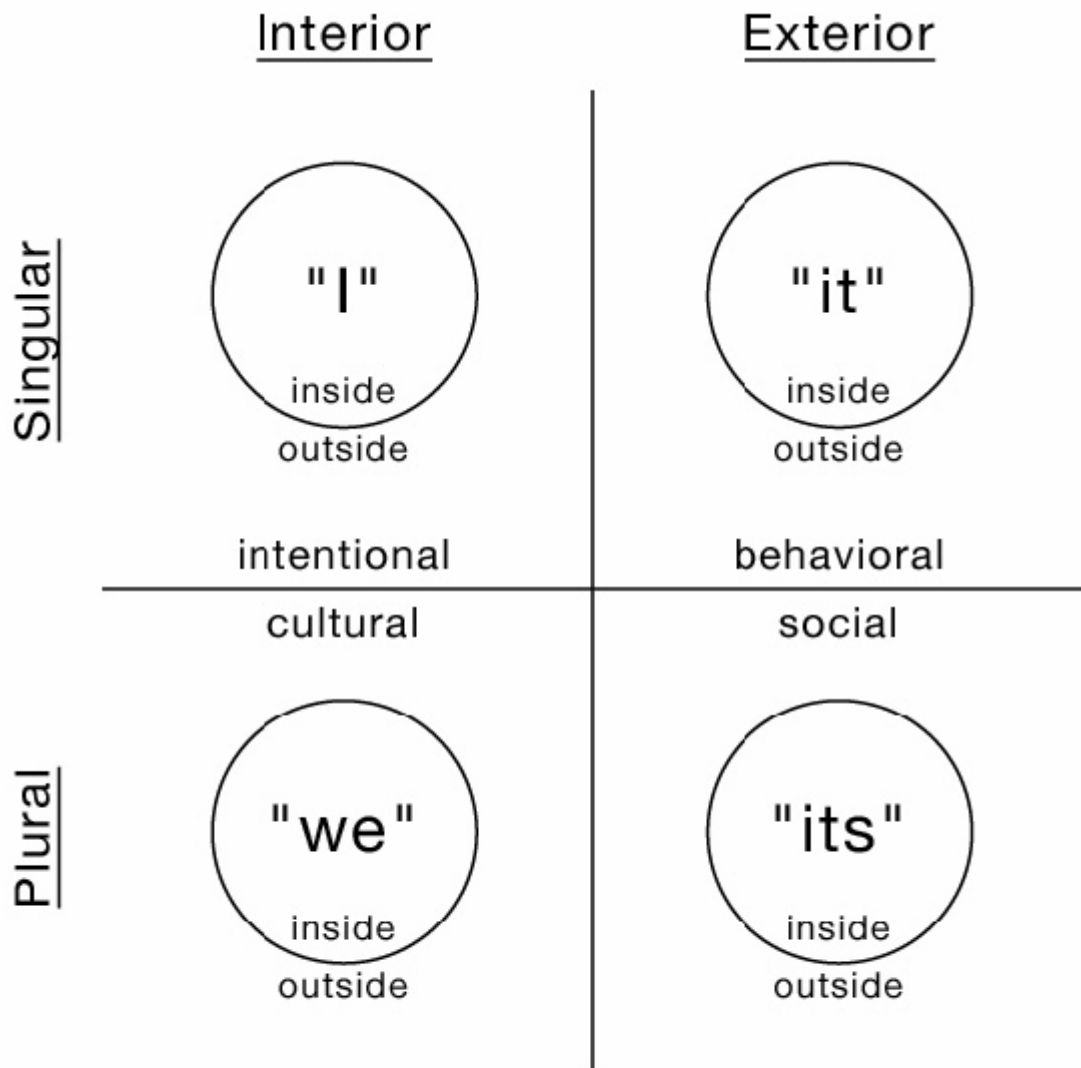 Interior
Exterior
Singular
"I"
inside
outside
intentional
"it"
inside
outside
behavioral
Plural
cultural
"we"
inside
outside
social
"its"
inside
outside